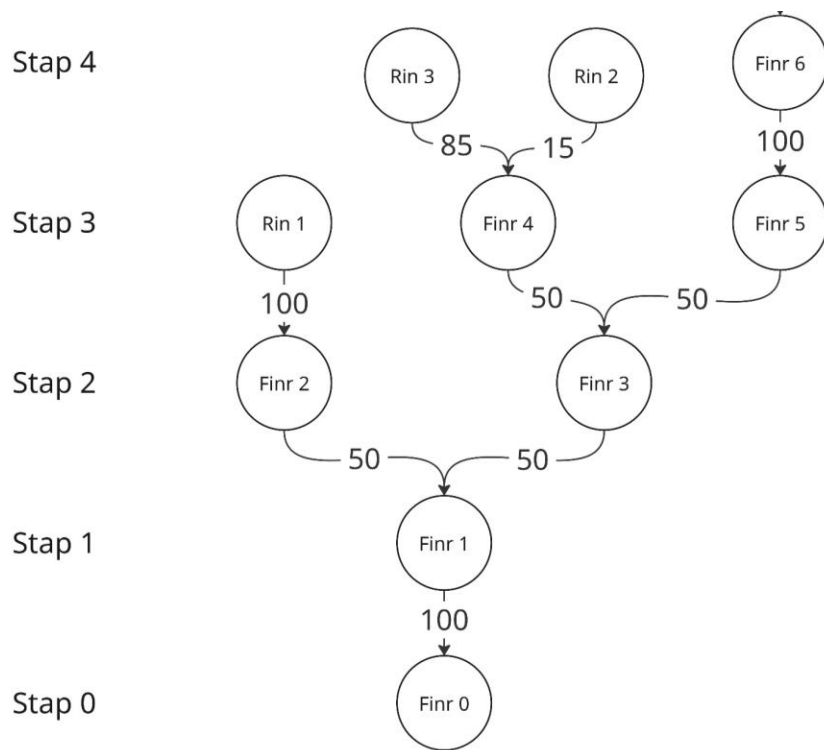 Stap 4
Rin 3
Rin 2
Finr 6
85
15
100
Stap 3
Rin 1
Finr 4
Finr 5
100
50
50
Stap 2
Finr 2
Finr 3
50
50
Stap 1
Finr 1
100
Stap 0
Finr 0